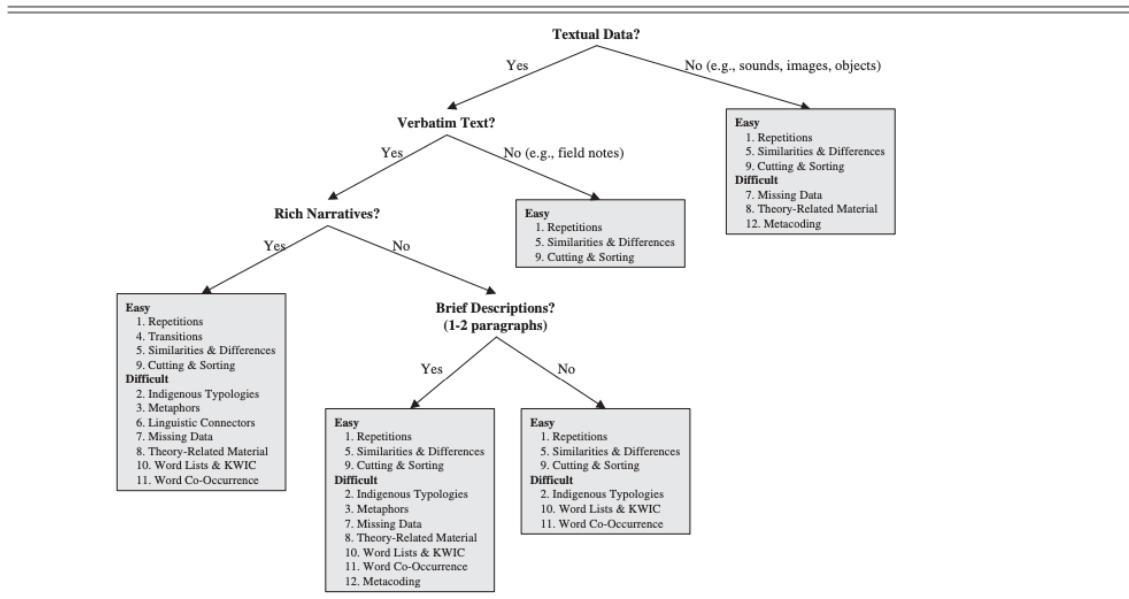 Textual Data?
Yes
No (e.g., sounds, images, objects)
Verbatim Text?
Easy
1. Repetitions
5. Similarities & Differences
9. Cutting & Sorting
Difficult
7. Missing Data
8. Theory-Related Material
12. Metacoding
Yes
No (e.g., field notes)
Rich Narratives?
Easy
1. Repetitions
5. Similarities & Differences
9. Cutting & Sorting
Yes
No
Easy
1. Repetitions
4. Transitions
5. Similarities & Differences
9. Cutting & Sorting
Difficult
2. Indigenous Typologies
3. Metaphors
6. Linguistic Connectors
7. Missing Data
8. Theory-Related Material
10. Word Lists & KWIC
11. Word Co-Occurrence
Brief Descriptions?
(1-2 paragraphs)
Yes
No
Easy
1. Repetitions
5. Similarities & Differences
9. Cutting & Sorting
Difficult
2. Indigenous Typologies
3. Metaphors
7. Missing Data
8. Theory-Related Material
10. Word Lists & KWIC
11. Word Co-Occurrence
12. Metacoding
Easy
1. Repetitions
5. Similarities & Differences
9. Cutting & Sorting
Difficult
2. Indigenous Typologies
10. Word Lists & KWIC
11. Word Co-Occurrence